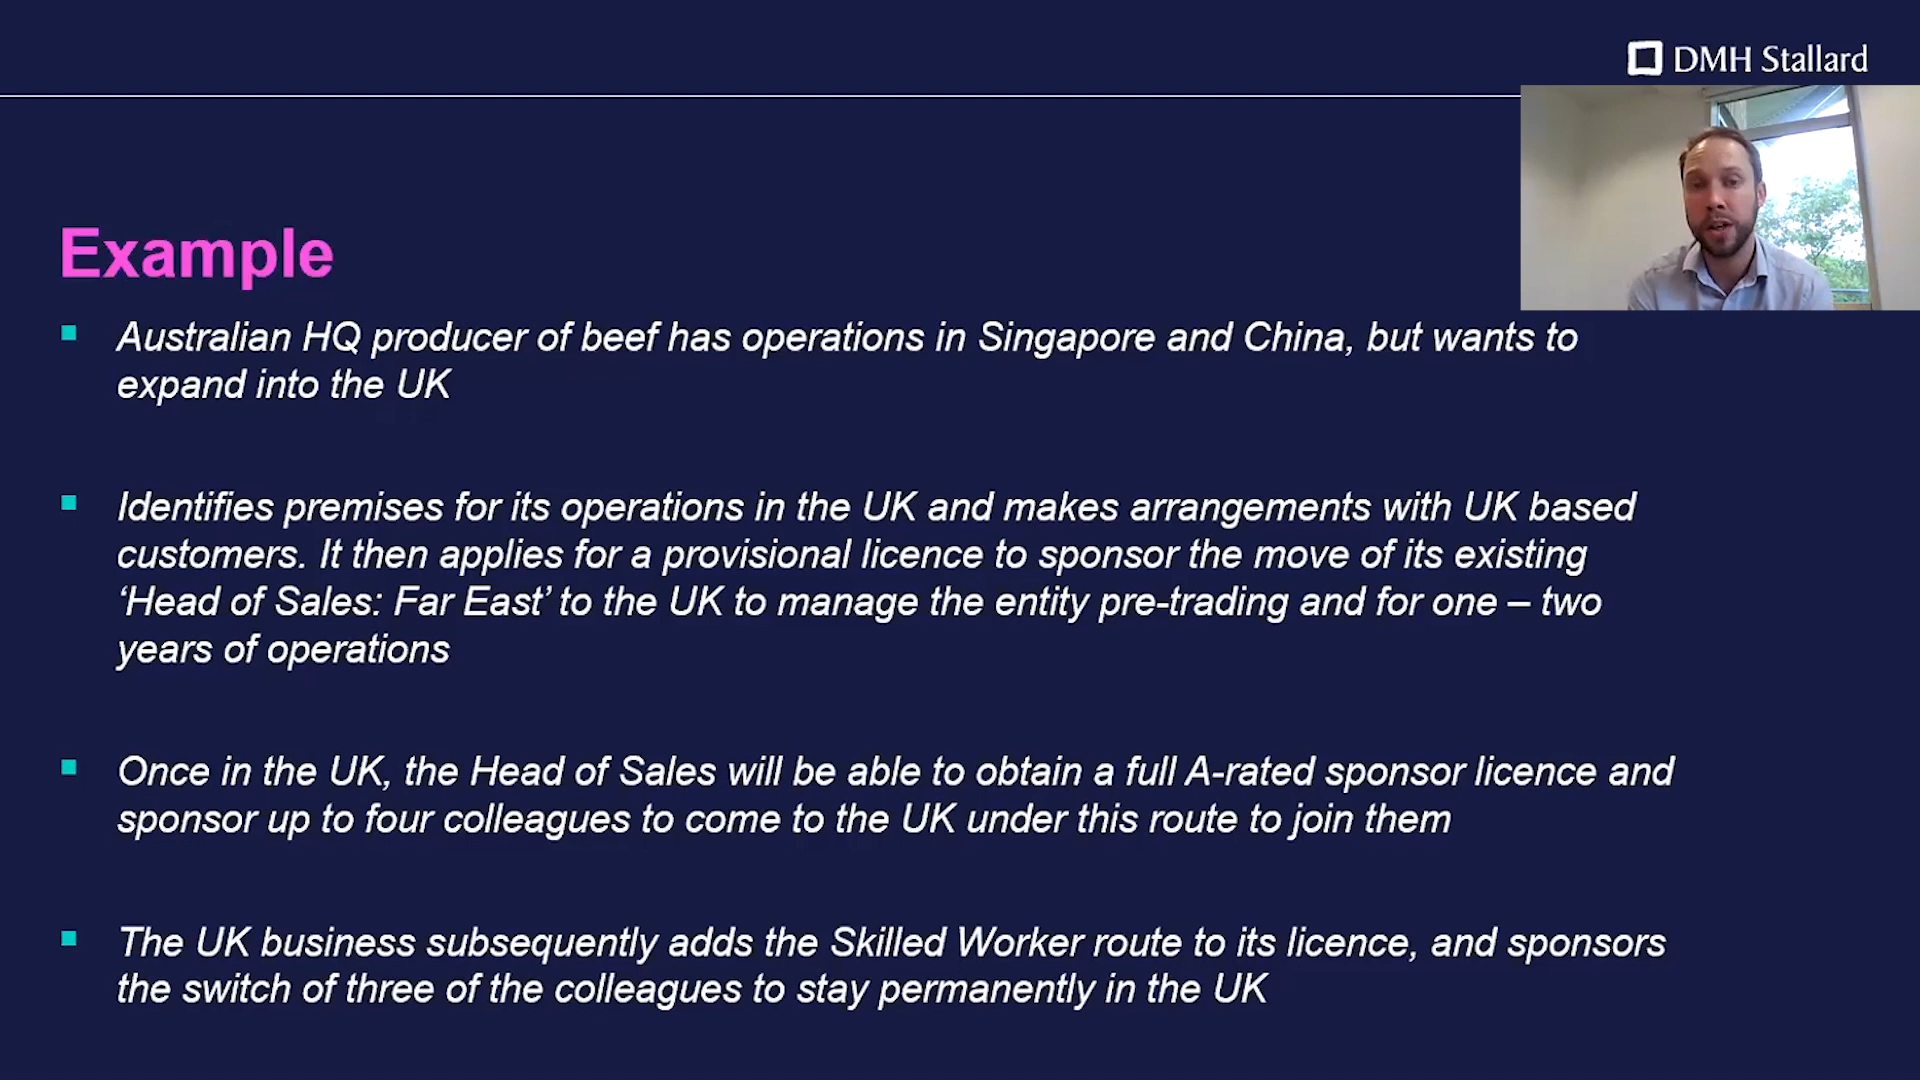 DMH Stallard
Example
Australian HQ producer of beef has operations in Singapore and China, but wants to
expand into the UK
Identifies premises for its operations in the UK and makes arrangements with UK based
customers. It then applies for a provisional licence to sponsor the move of its existing
‘Head of Sales: Far East’ to the UK to manage the entity pre-trading and for one – two
years of operations
Once in the UK, the Head of Sales will be able to obtain a full A-rated sponsor licence and
sponsor up to four colleagues to come to the UK under this route to join them
The UK business subsequently adds the Skilled Worker route to its licence, and sponsors
the switch of three of the colleagues to stay permanently in the UK